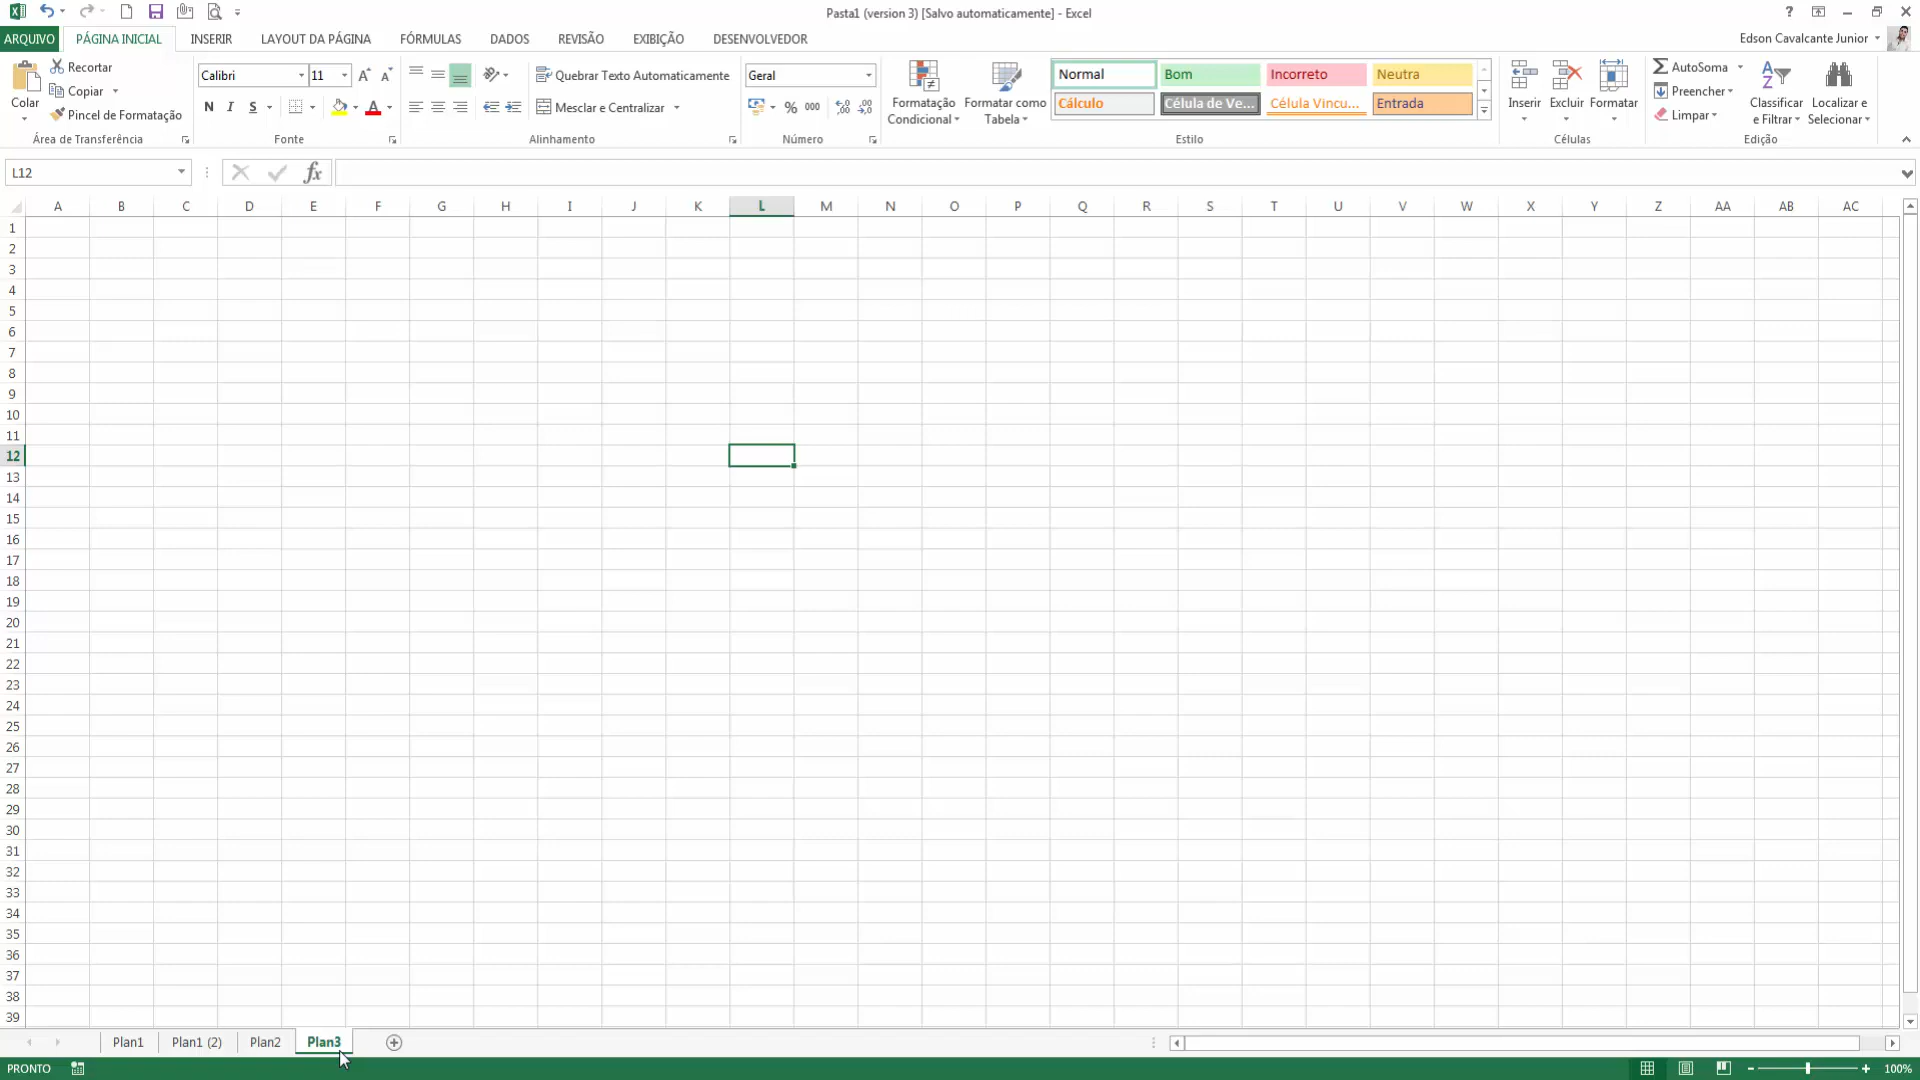 Pasta1 (version 3) [Salvo automaticamente] - Excel
ARQUIVO PÁGINA INICIAL INSERIR LAYOUT DA PÁGINA FÓRMULAS DADOS REVISÃO EXIBIÇÃO DESENVOLVEDOR Edson Cavalcante Junior
Colar
Recortar
Copiar
Pincel de Formatação
Área de Transferência
Calibri 11
N I S
Fonte
Quebrar Texto Automaticamente
Mesclar e Centralizar
Alinhamento
Geral
% 000
Número
Formatação Condicional
Formatar como Tabela
Normal Bom Incorreto Neutra
Cálculo Célula de Ve... Célula Vincu... Entrada
Estilo
Inserir Excluir Formatar
Células
AutoSoma
Preencher
Limpar
Classificar e Filtrar
Localizar e Selecionar
Edição
L12 fx
A B C D E F G H I J K L M N O P Q R S T U V W X Y Z AA AB AC
1
2
3
4
5
6
7
8
9
10
11
12
13
14
15
16
17
18
19
20
21
22
23
24
25
26
27
28
29
30
31
32
33
34
35
36
37
38
39
Plan1 Plan1 (2) Plan2 Plan3
PRONTO 100%